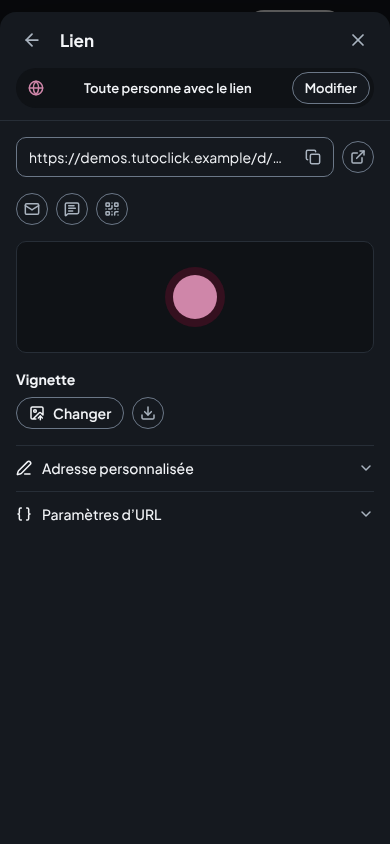 Lien
Toute personne avec le lien
Modifier
https://demos.tutoclick.example/d/…
Vignette
Changer
Adresse personnalisée
Paramètres d’URL